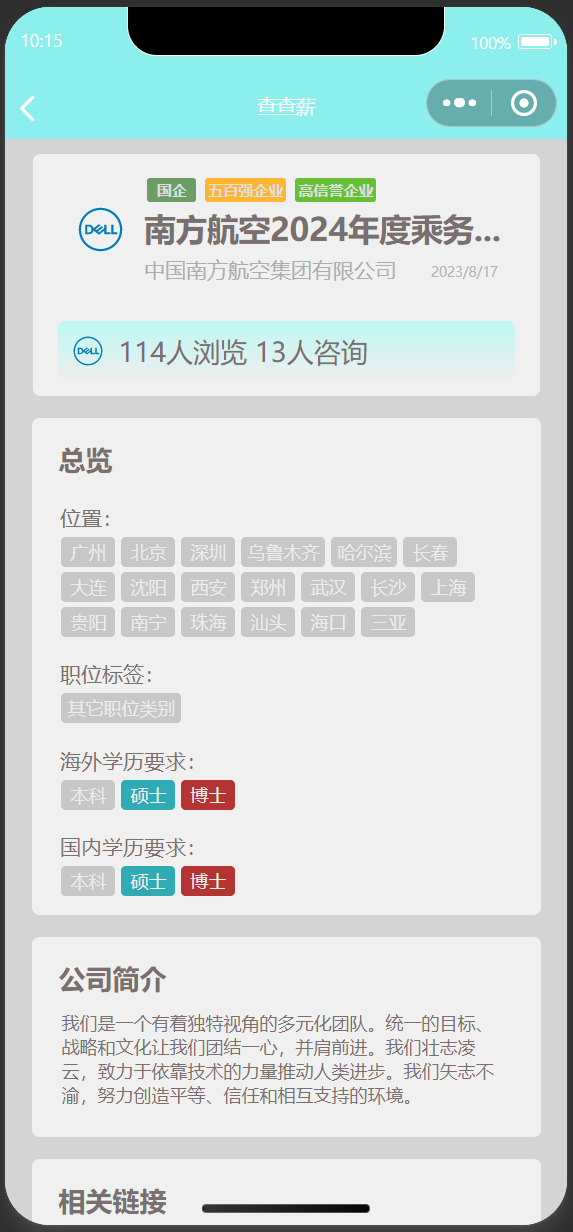 10:15
100%
查查薪
国企 五百强企业 高信誉企业
DELL
南方航空2024年度乘务...
中国南方航空集团有限公司 2023/8/17
DELL 114人浏览 13人咨询
总览
位置：
广州 北京 深圳 乌鲁木齐 哈尔滨 长春
大连 沈阳 西安 郑州 武汉 长沙 上海
贵阳 南宁 珠海 汕头 海口 三亚
职位标签：
其它职位类别
海外学历要求：
本科 硕士 博士
国内学历要求：
本科 硕士 博士
公司简介
我们是一个有着独特视角的多元化团队。统一的目标、
战略和文化让我们团结一心，并肩前进。我们壮志凌
云，致力于依靠技术的力量推动人类进步。我们矢志不
渝，努力创造平等、信任和相互支持的环境。
相关链接